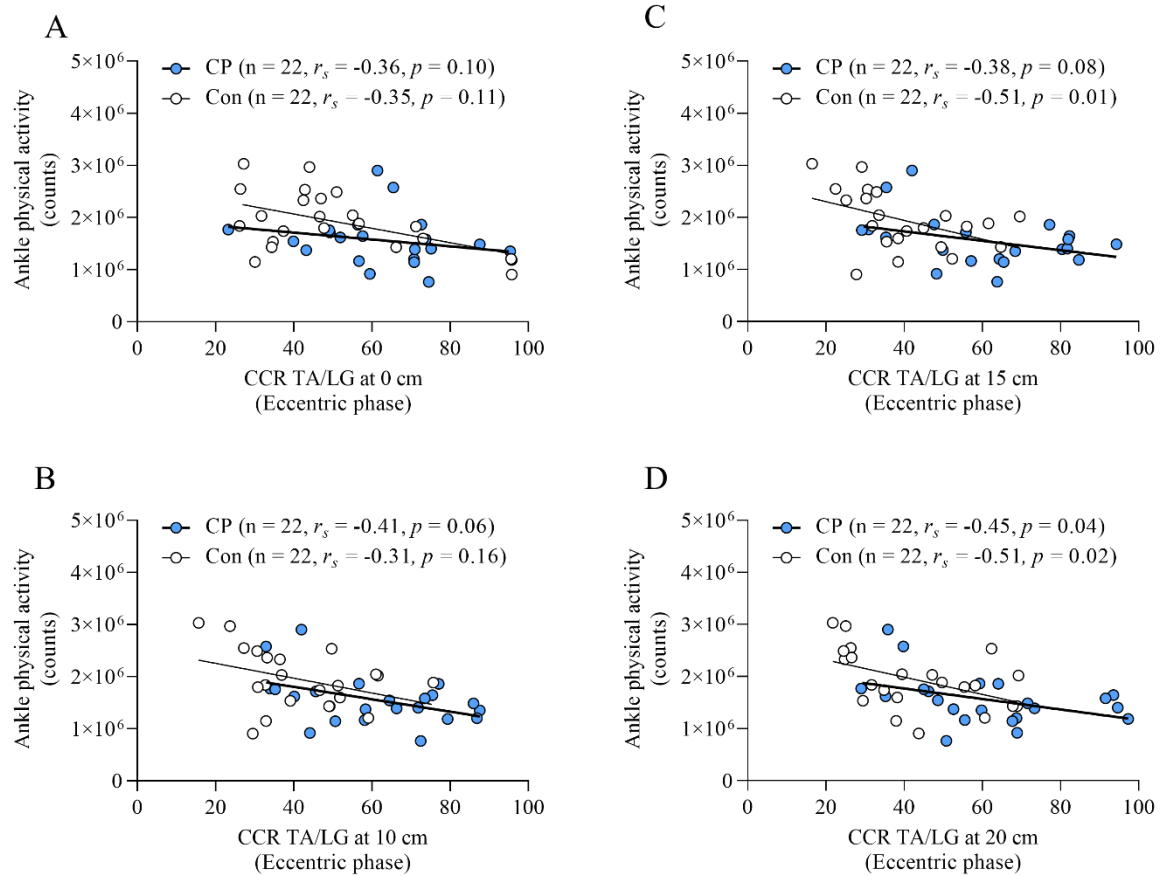 A
CP (n = 22, rs = -0.36, p = 0.10)
Con (n = 22, rs = -0.35, p = 0.11)
5×10⁶
4×10⁶
3×10⁶
2×10⁶
1×10⁶
0
Ankle physical activity
(counts)
0 20 40 60 80 100
CCR TA/LG at 0 cm
(Eccentric phase)
C
CP (n = 22, rs = -0.38, p = 0.08)
Con (n = 22, rs = -0.51, p = 0.01)
5×10⁶
4×10⁶
3×10⁶
2×10⁶
1×10⁶
0
Ankle physical activity
(counts)
0 20 40 60 80 100
CCR TA/LG at 15 cm
(Eccentric phase)
B
CP (n = 22, rs = -0.41, p = 0.06)
Con (n = 22, rs = -0.31, p = 0.16)
5×10⁶
4×10⁶
3×10⁶
2×10⁶
1×10⁶
0
Ankle physical activity
(counts)
0 20 40 60 80 100
CCR TA/LG at 10 cm
(Eccentric phase)
D
CP (n = 22, rs = -0.45, p = 0.04)
Con (n = 22, rs = -0.51, p = 0.02)
5×10⁶
4×10⁶
3×10⁶
2×10⁶
1×10⁶
0
Ankle physical activity
(counts)
0 20 40 60 80 100
CCR TA/LG at 20 cm
(Eccentric phase)